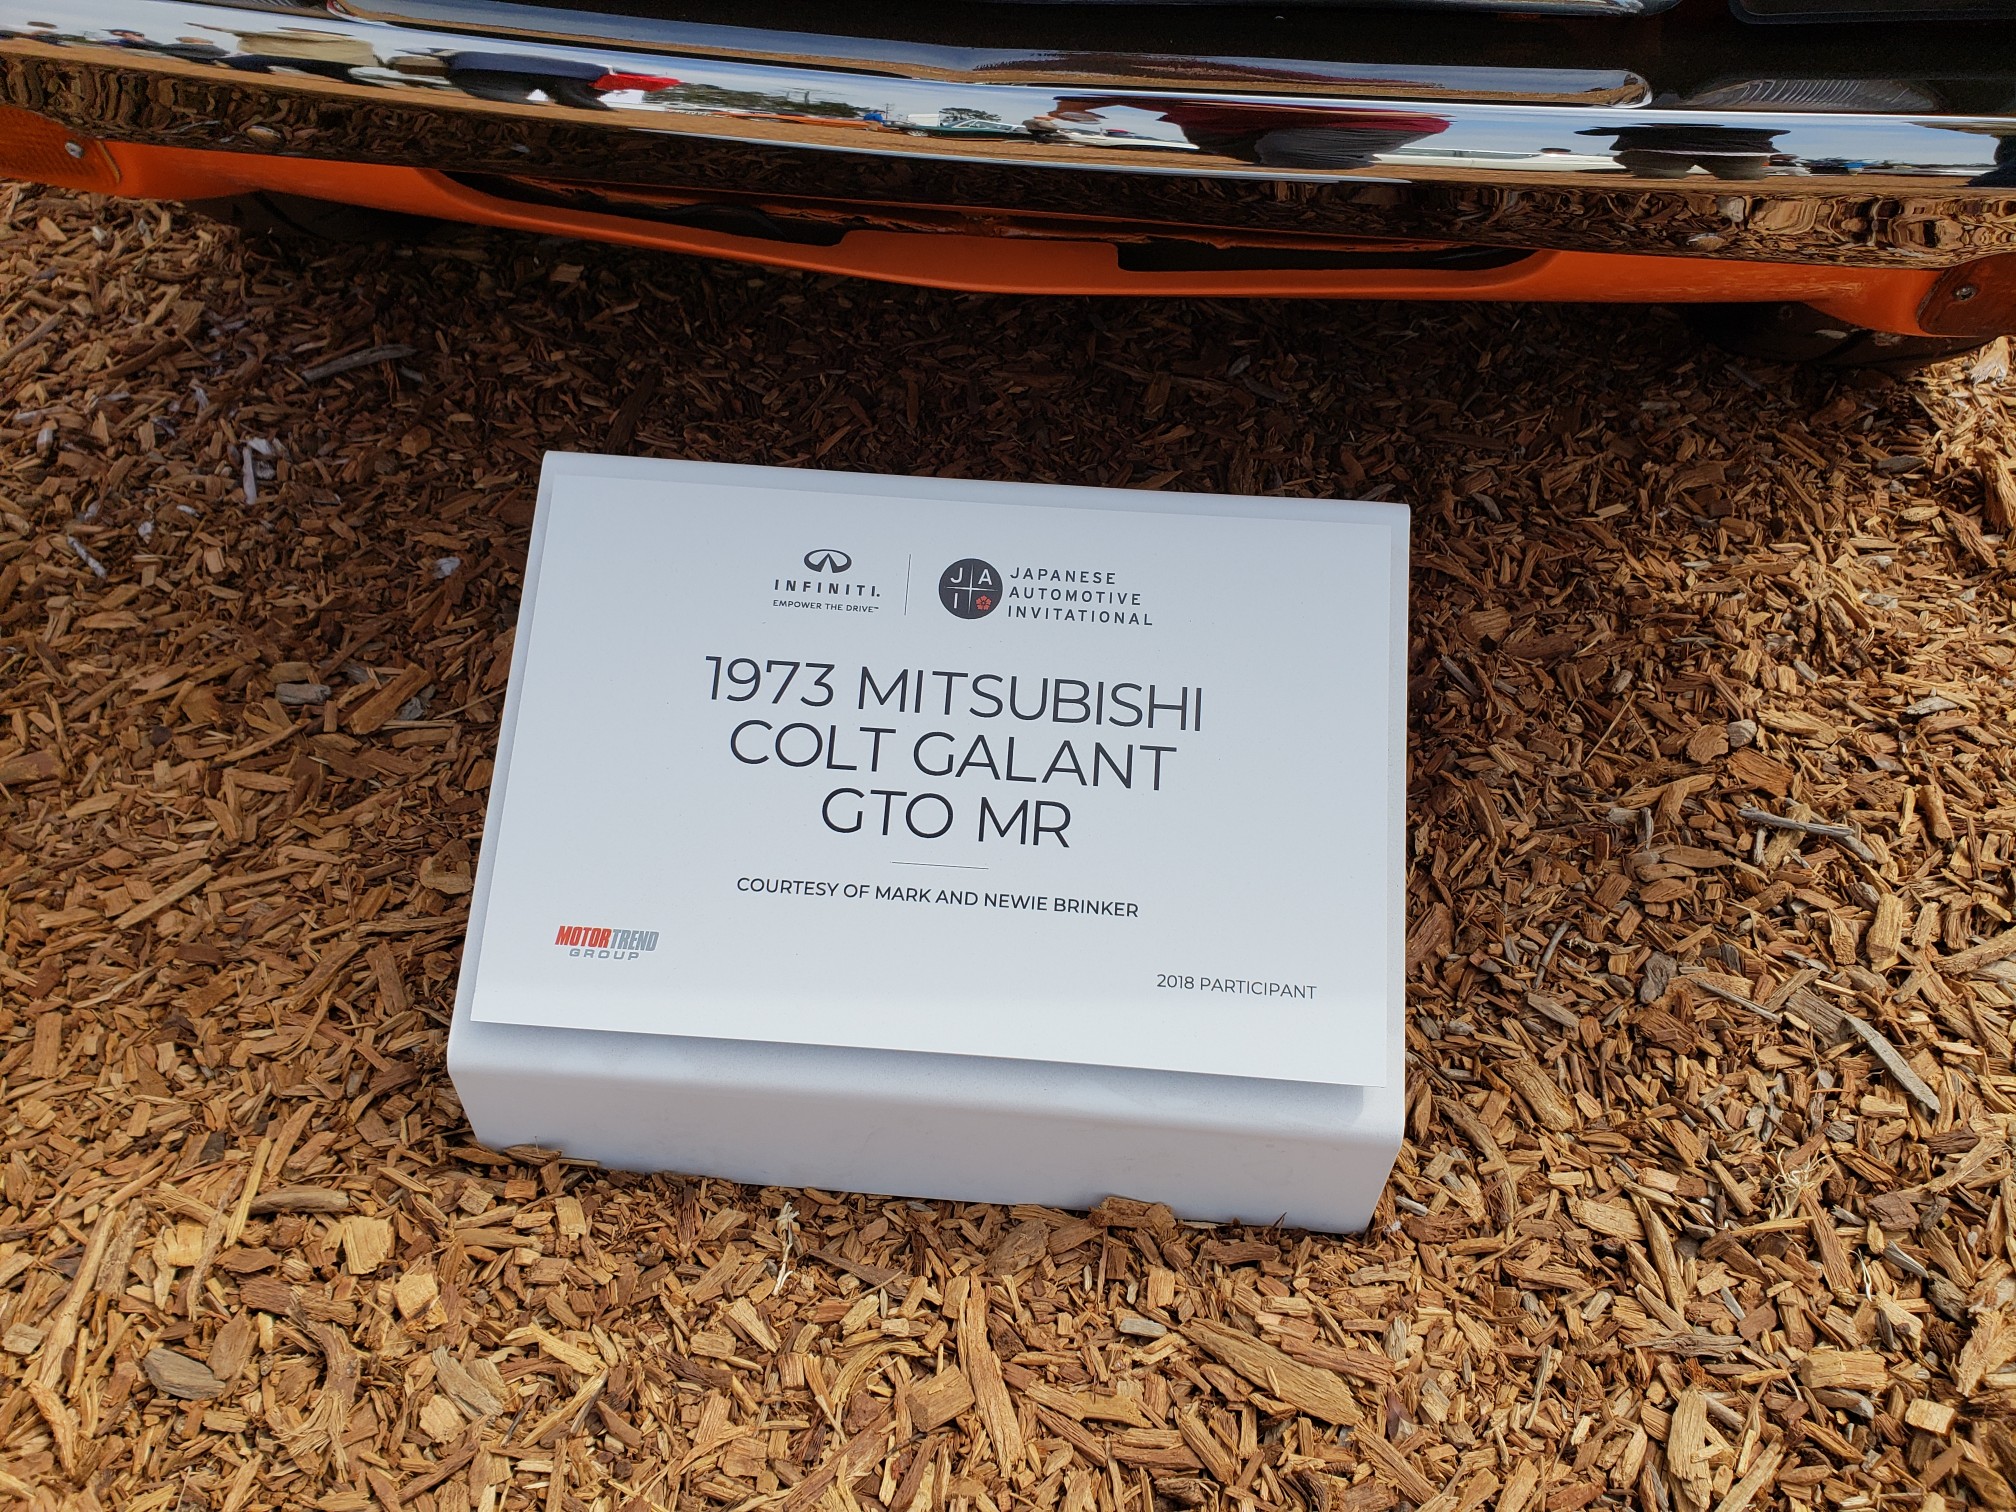 INFINITI.
EMPOWER THE DRIVE™
J A
I
JAPANESE
AUTOMOTIVE
INVITATIONAL
1973 MITSUBISHI
COLT GALANT
GTO MR
COURTESY OF MARK AND NEWIE BRINKER
MOTORTREND
GROUP
2018 PARTICIPANT